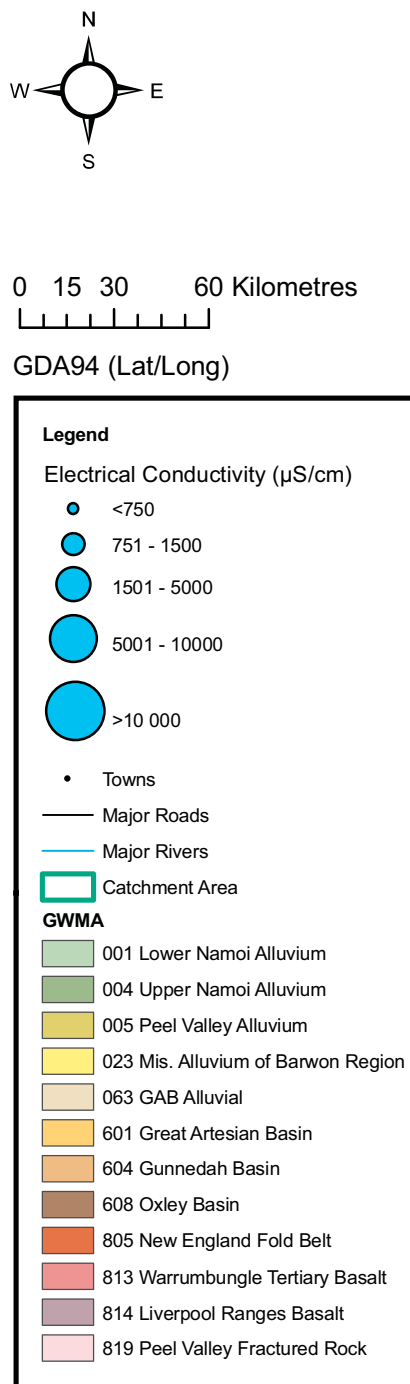 N
W E
S
0 15 30 60 Kilometres
GDA94 (Lat/Long)
Legend
Electrical Conductivity (µS/cm)
<750
751 - 1500
1501 - 5000
5001 - 10000
>10 000
Towns
Major Roads
Major Rivers
Catchment Area
GWMA
001 Lower Namoi Alluvium
004 Upper Namoi Alluvium
005 Peel Valley Alluvium
023 Mis. Alluvium of Barwon Region
063 GAB Alluvial
601 Great Artesian Basin
604 Gunnedah Basin
608 Oxley Basin
805 New England Fold Belt
813 Warrumbungle Tertiary Basalt
814 Liverpool Ranges Basalt
819 Peel Valley Fractured Rock